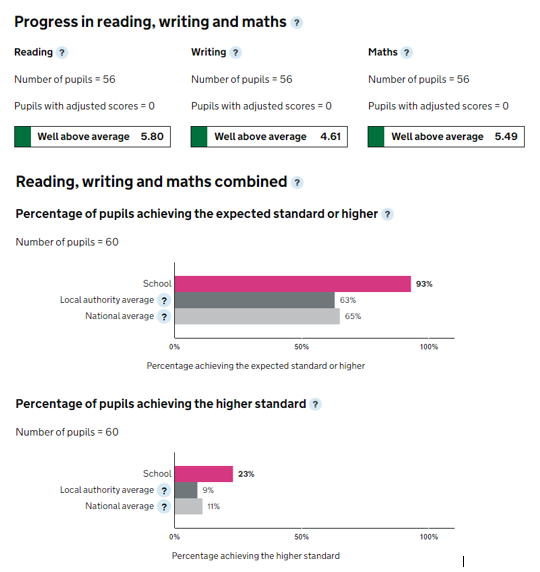 Progress in reading, writing and maths ?
Reading ? Writing ? Maths ?
Number of pupils = 56 Number of pupils = 56 Number of pupils = 56
Pupils with adjusted scores = 0 Pupils with adjusted scores = 0 Pupils with adjusted scores = 0
Well above average 5.80 Well above average 4.61 Well above average 5.49
Reading, writing and maths combined ?
Percentage of pupils achieving the expected standard or higher ?
Number of pupils = 60
School 93%
Local authority average ? 63%
National average ? 65%
0% 50% 100%
Percentage achieving the expected standard or higher
Percentage of pupils achieving the higher standard ?
Number of pupils = 60
School 23%
Local authority average ? 9%
National average ? 11%
0% 50% 100%
Percentage achieving the higher standard